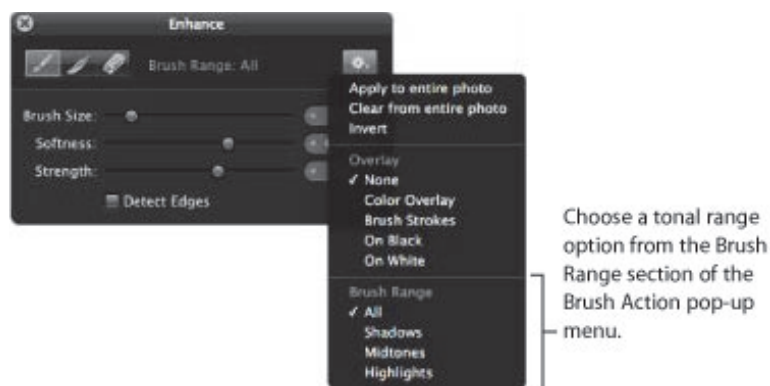 Enhance
Brush Range: All
Brush Size:
Softness:
Strength:
Detect Edges
Apply to entire photo
Clear from entire photo
Invert
Overlay
✓ None
Color Overlay
Brush Strokes
On Black
On White
Brush Range
✓ All
Shadows
Midtones
Highlights
Choose a tonal range
option from the Brush
Range section of the
Brush Action pop-up
menu.